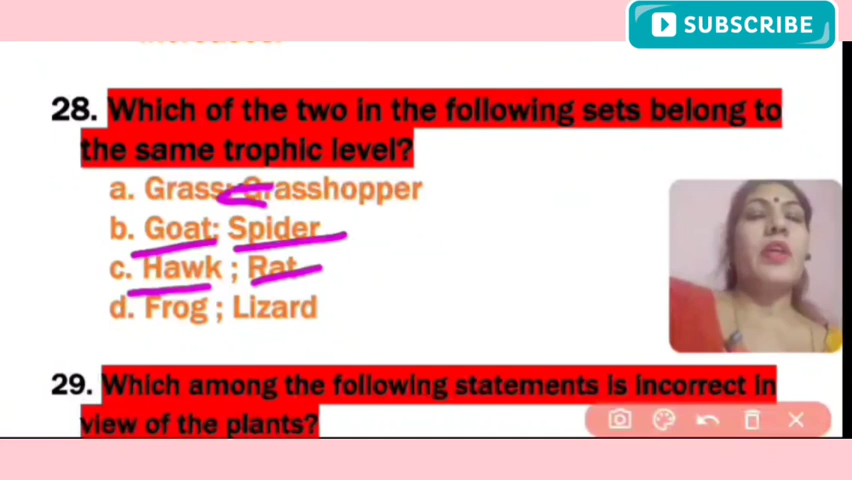 SUBSCRIBE
28. Which of the two in the following sets belong to
the same trophic level?
a. Grass; Grasshopper
b. Goat; Spider
c. Hawk ; Rat
d. Frog ; Lizard
29. Which among the following statements is incorrect in
view of the plants?